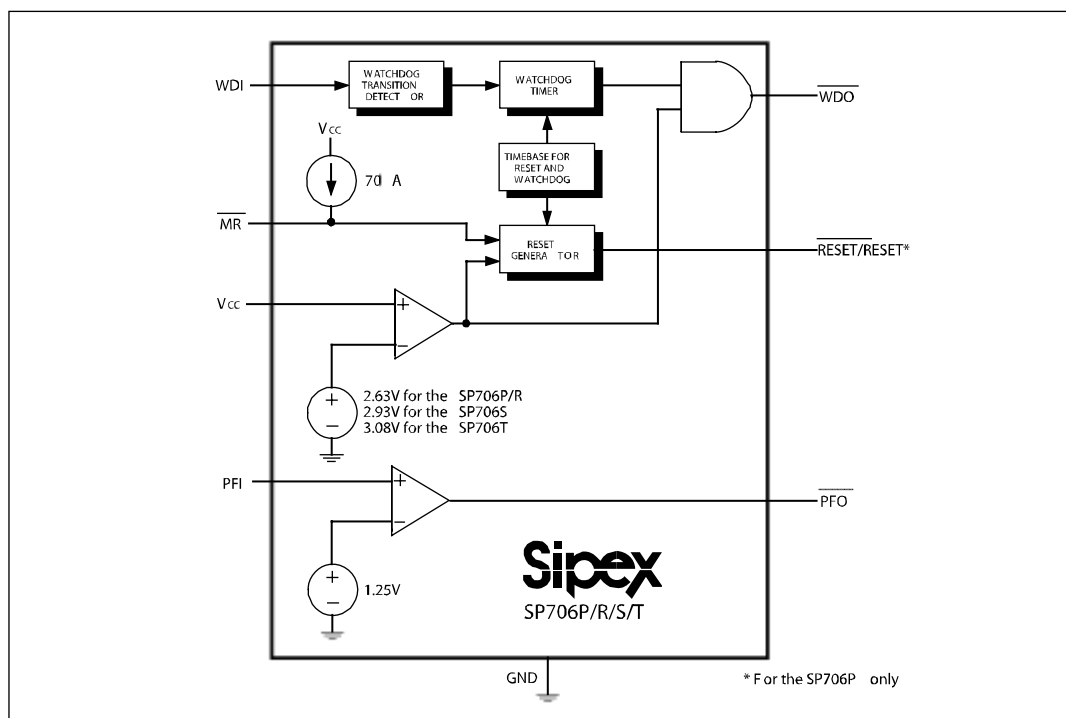 WDI
WATCHDOG
TRANSITION
DETECT OR
WATCHDOG
TIMER
WDO
VCC
70 A
TIMEBASE FOR
RESET AND
WATCHDOG
MR
RESET
GENERA TOR
RESET/RESET*
VCC
+
−
+
−
2.63V for the SP706P/R
2.93V for the SP706S
3.08V for the SP706T
PFI
+
−
PFO
+
−
1.25V
Sipex
SP706P/R/S/T
GND
* F or the SP706P only